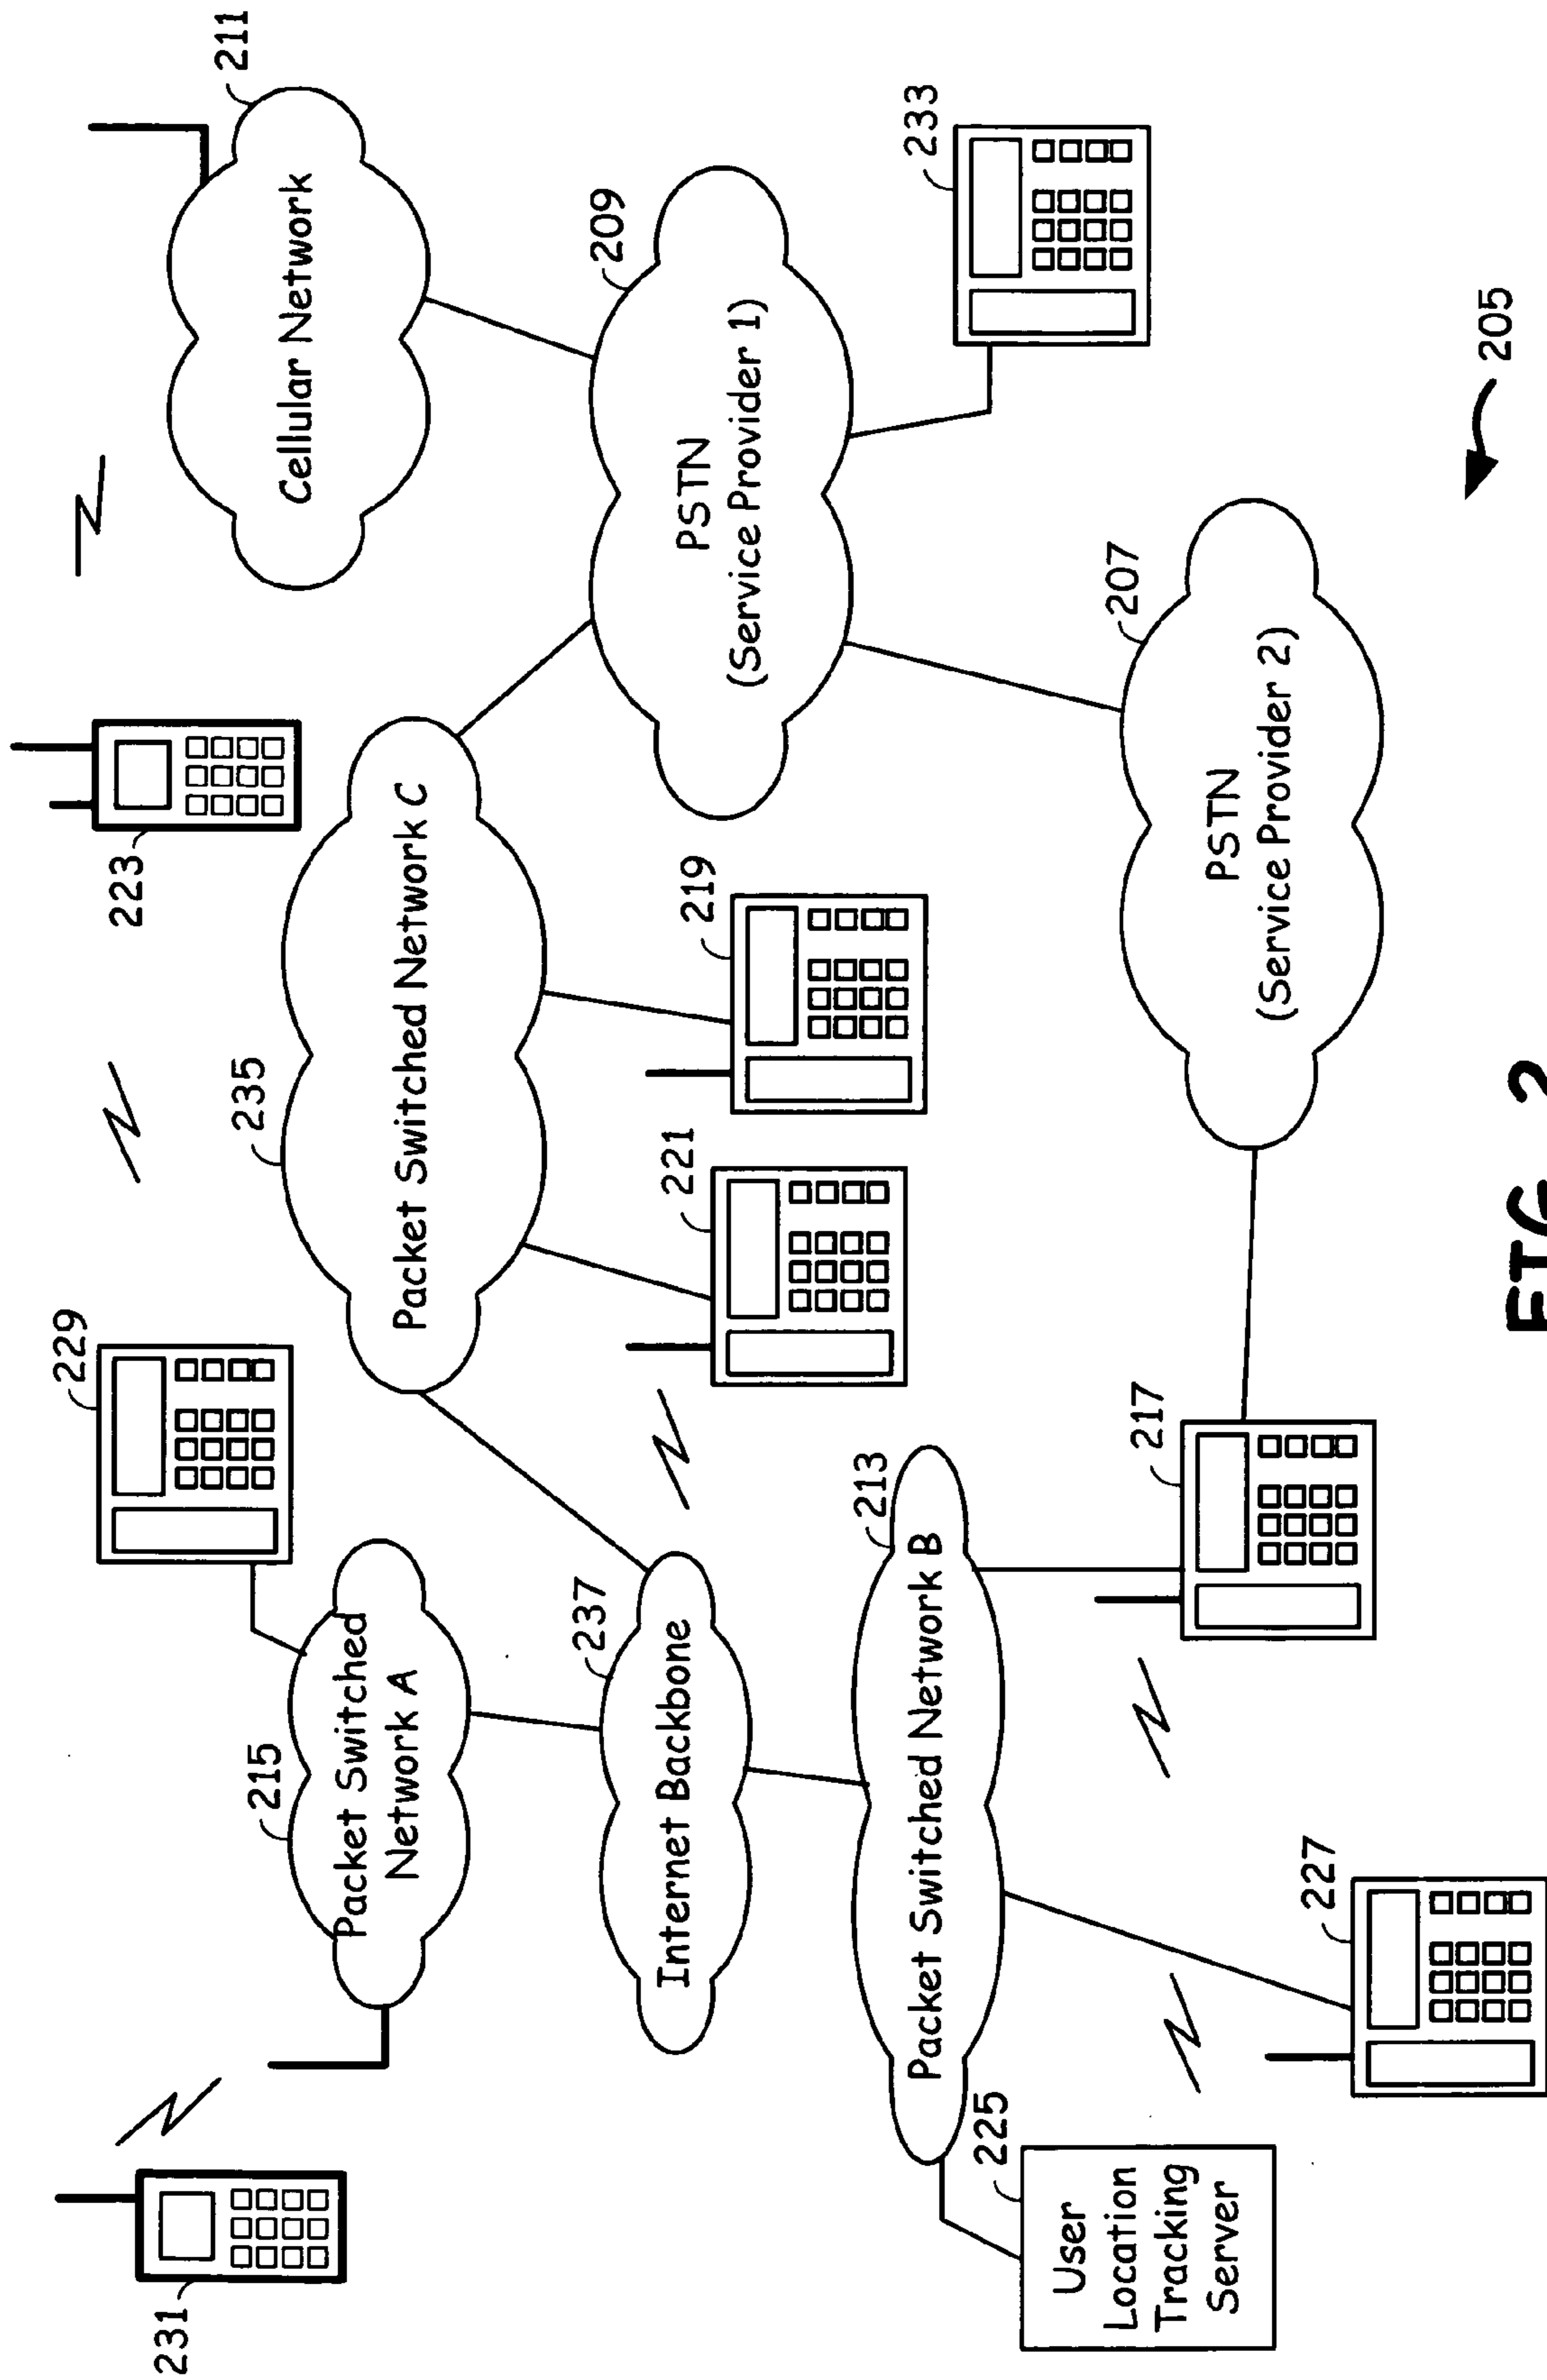 231
229
223
211
215
Packet Switched
Network A
235
Packet Switched Network C
Cellular Network
237
Internet Backbone
221
219
209
PSTN
(Service Provider 1)
233
213
Packet Switched Network B
225
User
Location
Tracking
Server
217
207
PSTN
(Service Provider 2)
227
205
FIG 2